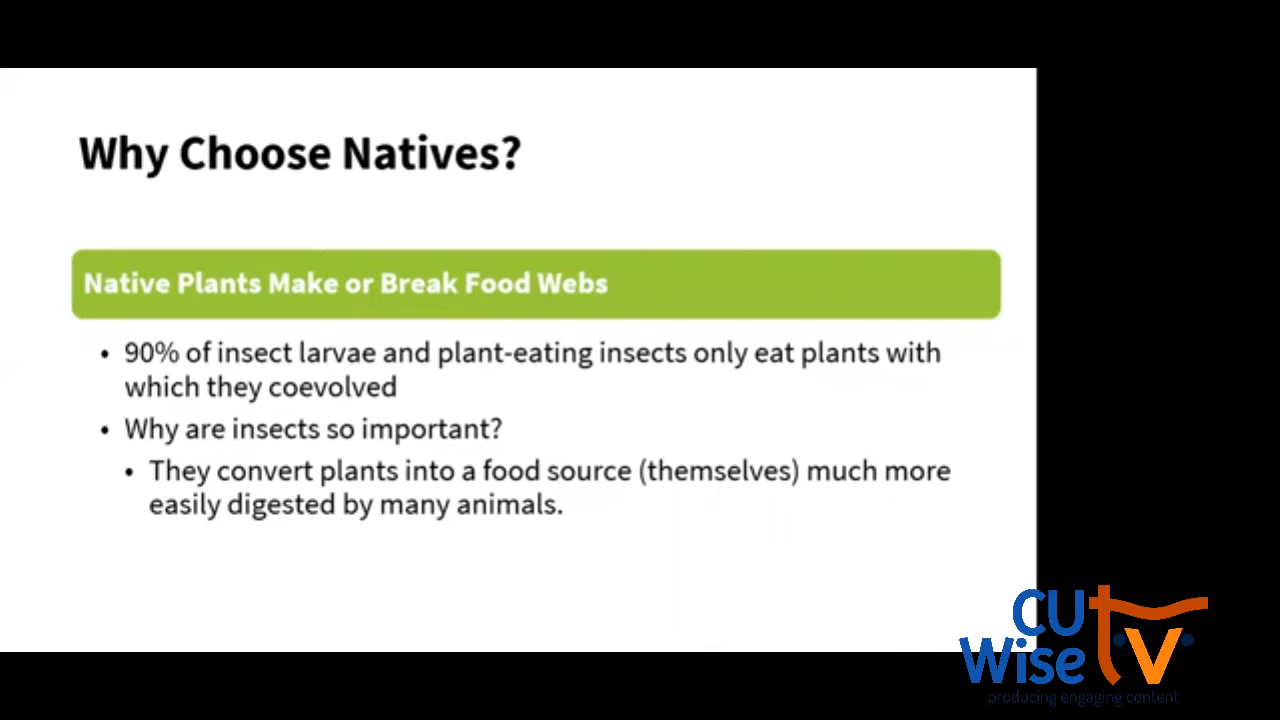 Why Choose Natives?
Native Plants Make or Break Food Webs
• 90% of insect larvae and plant-eating insects only eat plants with
which they coevolved
• Why are insects so important?
• They convert plants into a food source (themselves) much more
easily digested by many animals.
CU
Wise tv
producing engaging content